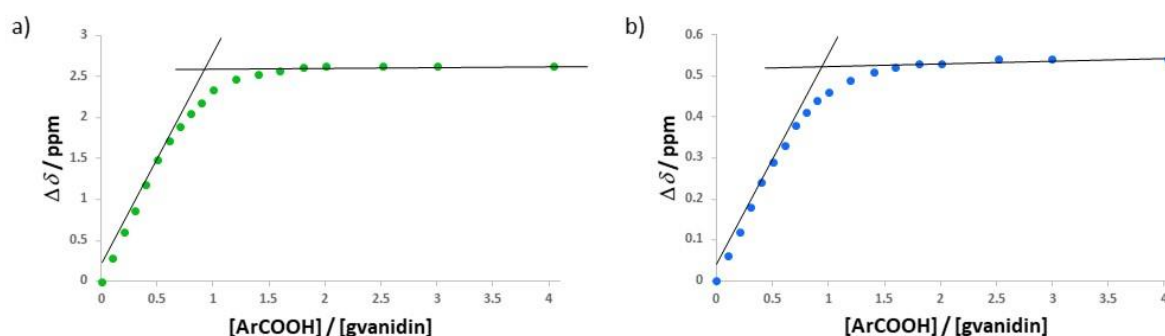 a)
Δδ / ppm
3
2.5
2
1.5
1
0.5
0
0 0.5 1 1.5 2 2.5 3 3.5 4
[ArCOOH] / [gvanidin]
b)
Δδ / ppm
0.6
0.5
0.4
0.3
0.2
0.1
0
0 0.5 1 1.5 2 2.5 3 3.5 4
[ArCOOH] / [gvanidin]